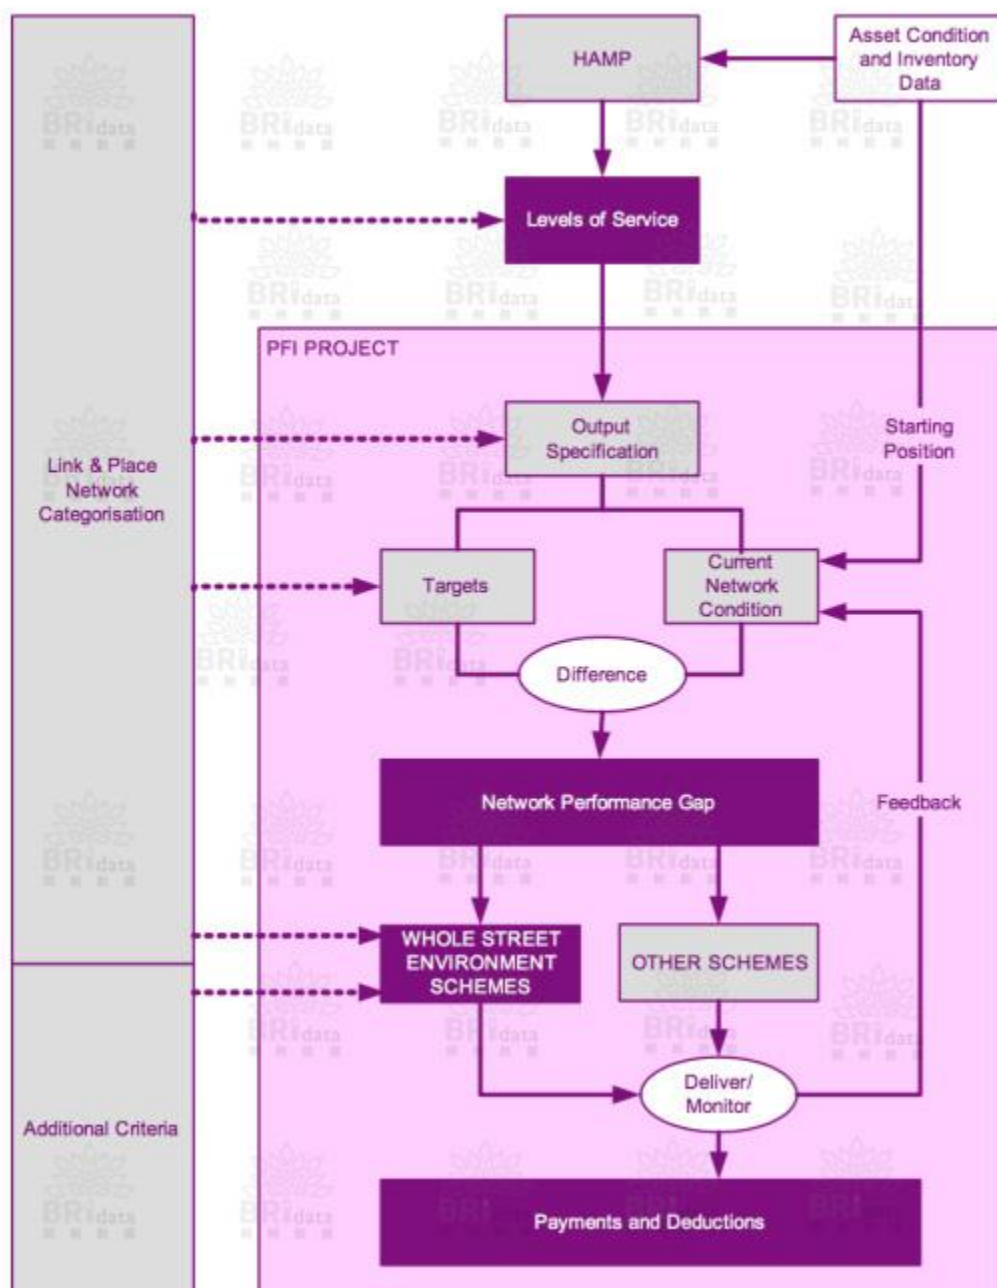 HAMP
Asset Condition
and Inventory
Data
Levels of Service
PFI PROJECT
Output
Specification
Starting
Position
Link & Place
Network
Categorisation
Targets
Current
Network
Condition
Difference
Network Performance Gap
Feedback
WHOLE STREET
ENVIRONMENT
SCHEMES
OTHER SCHEMES
Deliver/
Monitor
Additional Criteria
Payments and Deductions
BRIdata